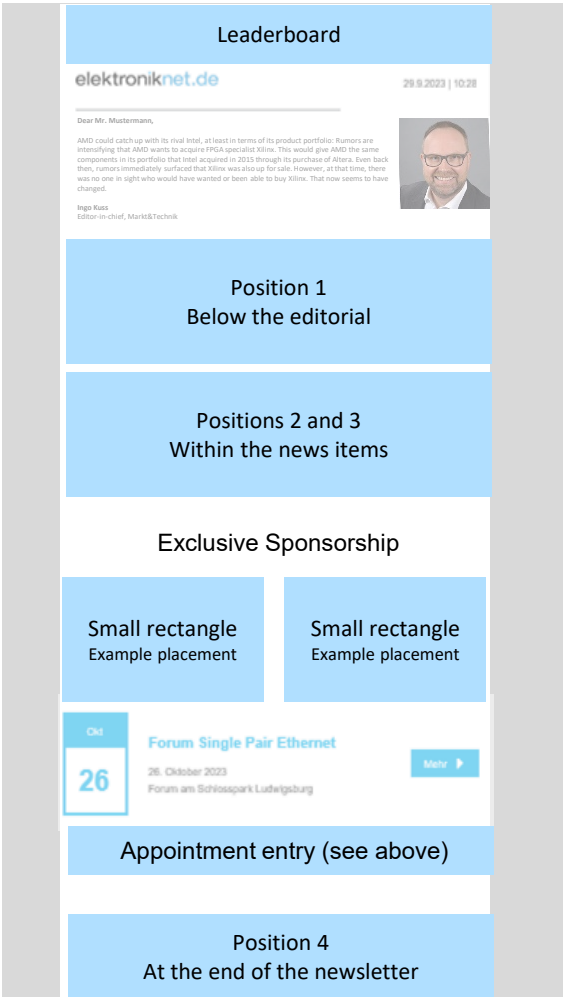 Leaderboard
elektroniknet.de
29.9.2023 | 10:28
Dear Mr. Mustermann,
AMD could catch up with its rival Intel, at least in terms of its product portfolio: Rumors are
intensifying that AMD wants to acquire FPGA specialist Xilinx. This would give AMD the same
components in its portfolio that Intel acquired in 2015 through its purchase of Altera. Even back
then, rumors immediately surfaced that Xilinx was also up for sale. However, at that time, there
was no one in sight who would have wanted or been able to buy Xilinx. That now seems to have
changed.
Ingo Kuss
Editor-in-chief, Markt&Technik
Position 1
Below the editorial
Positions 2 and 3
Within the news items
Exclusive Sponsorship
Small rectangle
Example placement
Small rectangle
Example placement
Okt
26
Forum Single Pair Ethernet
26. Oktober 2023
Forum am Schlosspark Ludwigsburg
Mehr
Appointment entry (see above)
Position 4
At the end of the newsletter